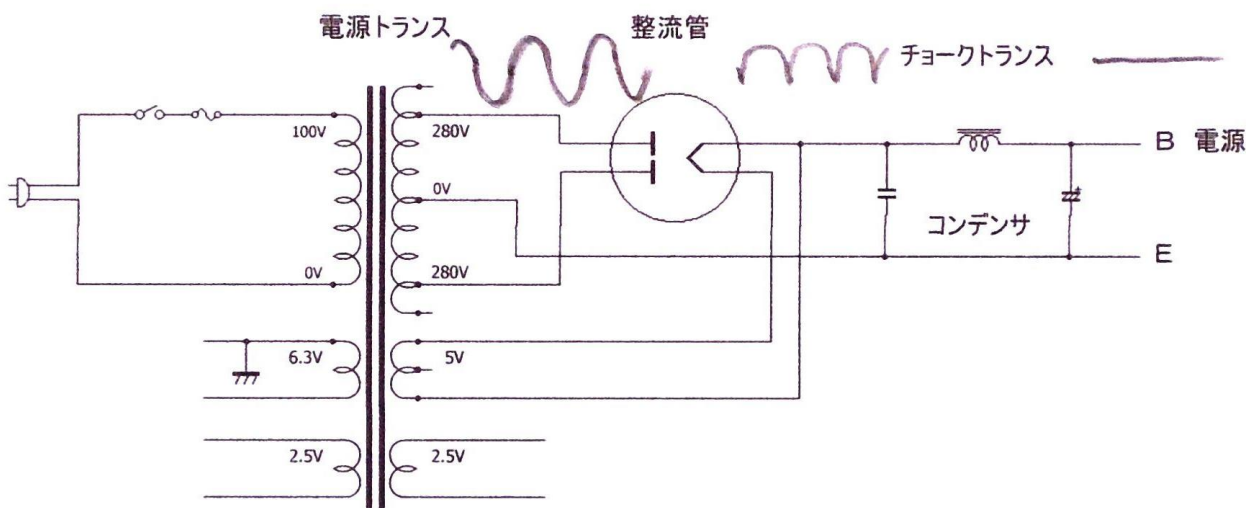 電源トランス
整流管
チョークトランス
100V
280V
B 電源
0V
コンデンサ
0V
280V
E
6.3V
5V
2.5V
2.5V